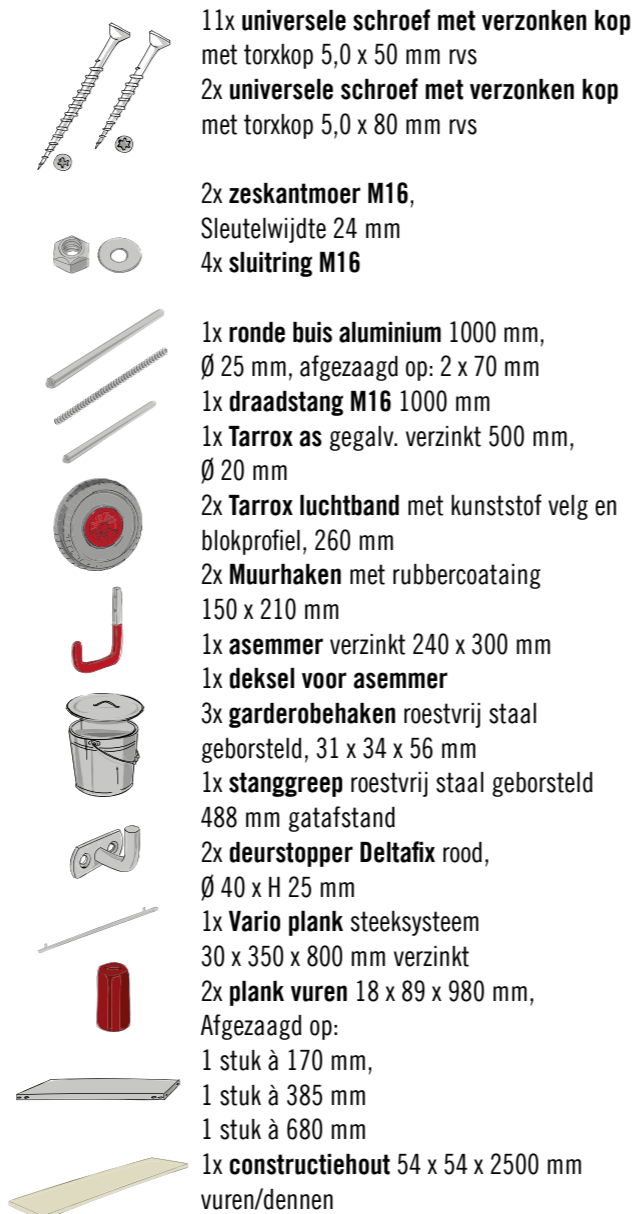 11x universele schroef met verzonken kop
met torxkop 5,0 x 50 mm rvs
2x universele schroef met verzonken kop
met torxkop 5,0 x 80 mm rvs
2x zeskantmoer M16,
Sleutelwijdte 24 mm
4x sluitring M16
1x ronde buis aluminium 1000 mm,
Ø 25 mm, afgezaagd op: 2 x 70 mm
1x draadstang M16 1000 mm
1x Tarrox as gegalv. verzinkt 500 mm,
Ø 20 mm
2x Tarrox luchtband met kunststof velg en
blokprofiel, 260 mm
2x Muurhaken met rubbercoataing
150 x 210 mm
1x asemmer verzinkt 240 x 300 mm
1x deksel voor asemmer
3x garderobehaken roestvrij staal
geborsteld, 31 x 34 x 56 mm
1x stanggreep roestvrij staal geborsteld
488 mm gatafstand
2x deurstopper Deltafix rood,
Ø 40 x H 25 mm
1x Vario plank steeksysteem
30 x 350 x 800 mm verzinkt
2x plank vuren 18 x 89 x 980 mm,
Afgezaagd op:
1 stuk à 170 mm,
1 stuk à 385 mm
1 stuk à 680 mm
1x constructiehout 54 x 54 x 2500 mm
vuren/dennen